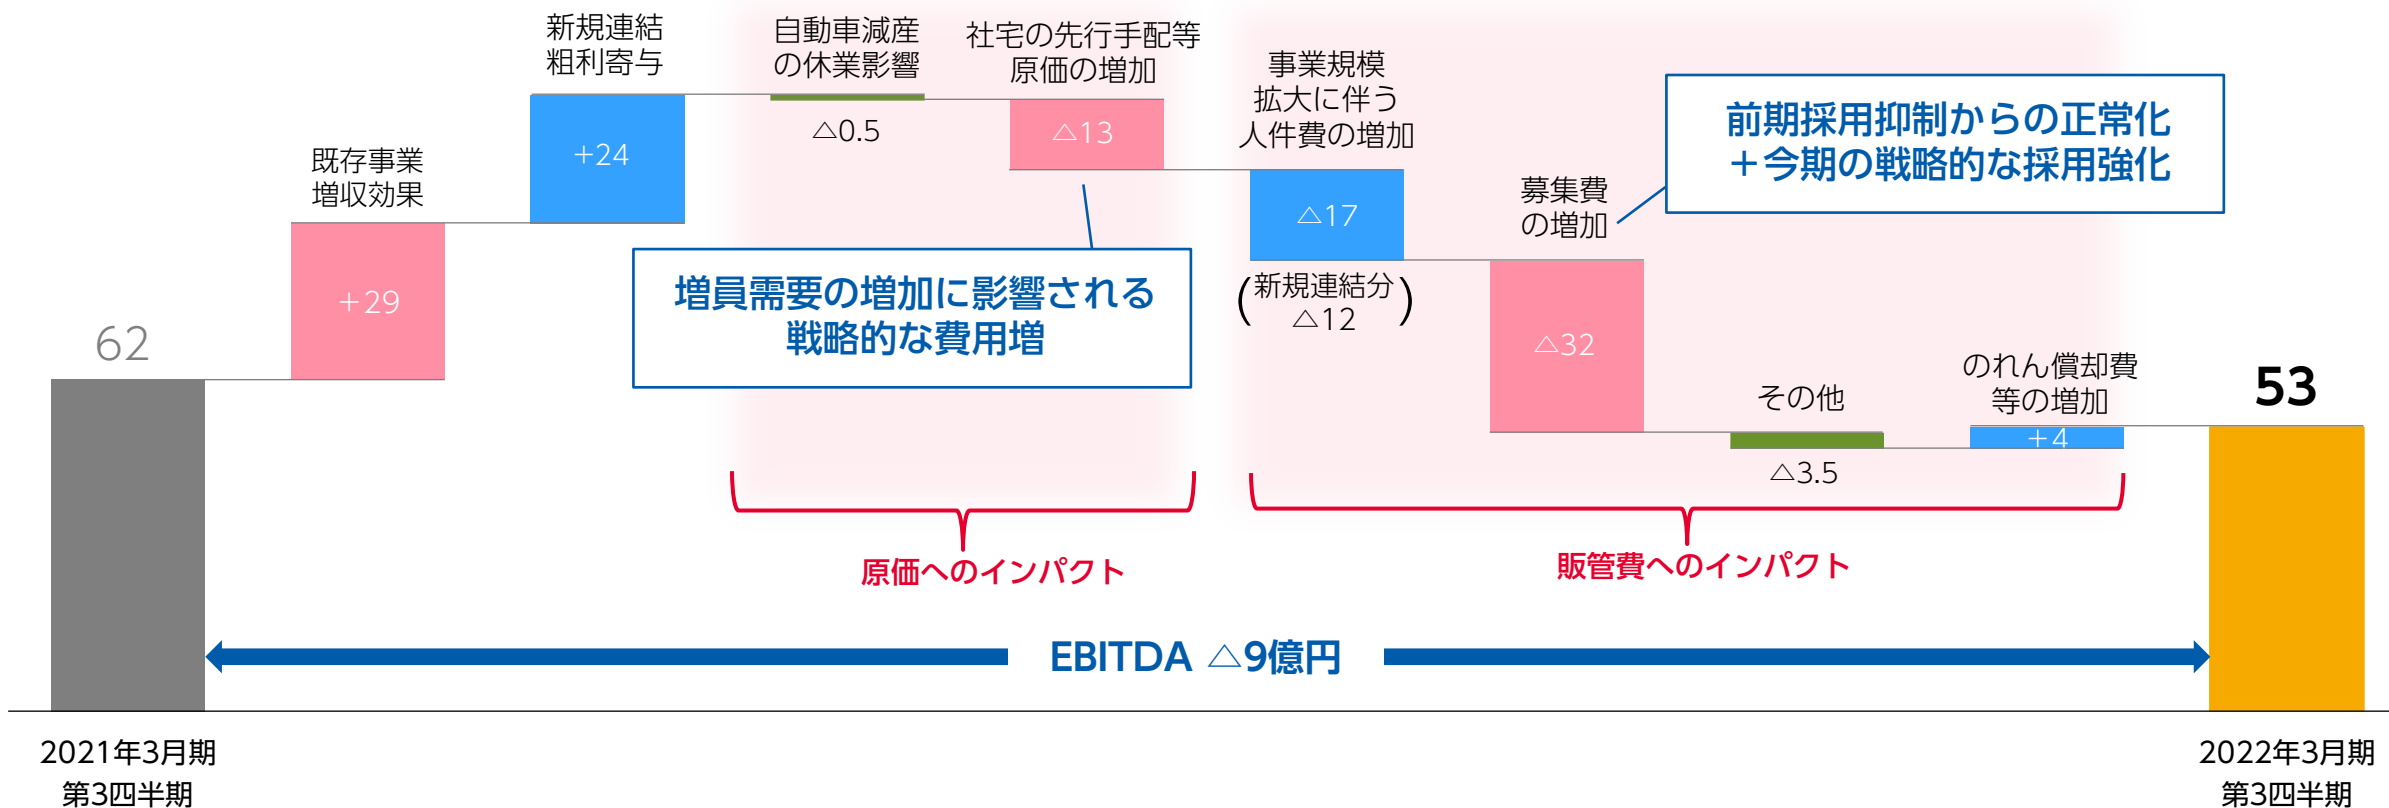 62
既存事業
増収効果
+29
新規連結
粗利寄与
+24
自動車減産
の休業影響
△0.5
社宅の先行手配等
原価の増加
△13
増員需要の増加に影響される
戦略的な費用増
事業規模
拡大に伴う
人件費の増加
△17
(新規連結分)
△12
募集費
の増加
△32
前期採用抑制からの正常化
＋今期の戦略的な採用強化
その他
△3.5
のれん償却費
等の増加
+4
53
原価へのインパクト
販管費へのインパクト
EBITDA △9億円
2021年3月期
第3四半期
2022年3月期
第3四半期